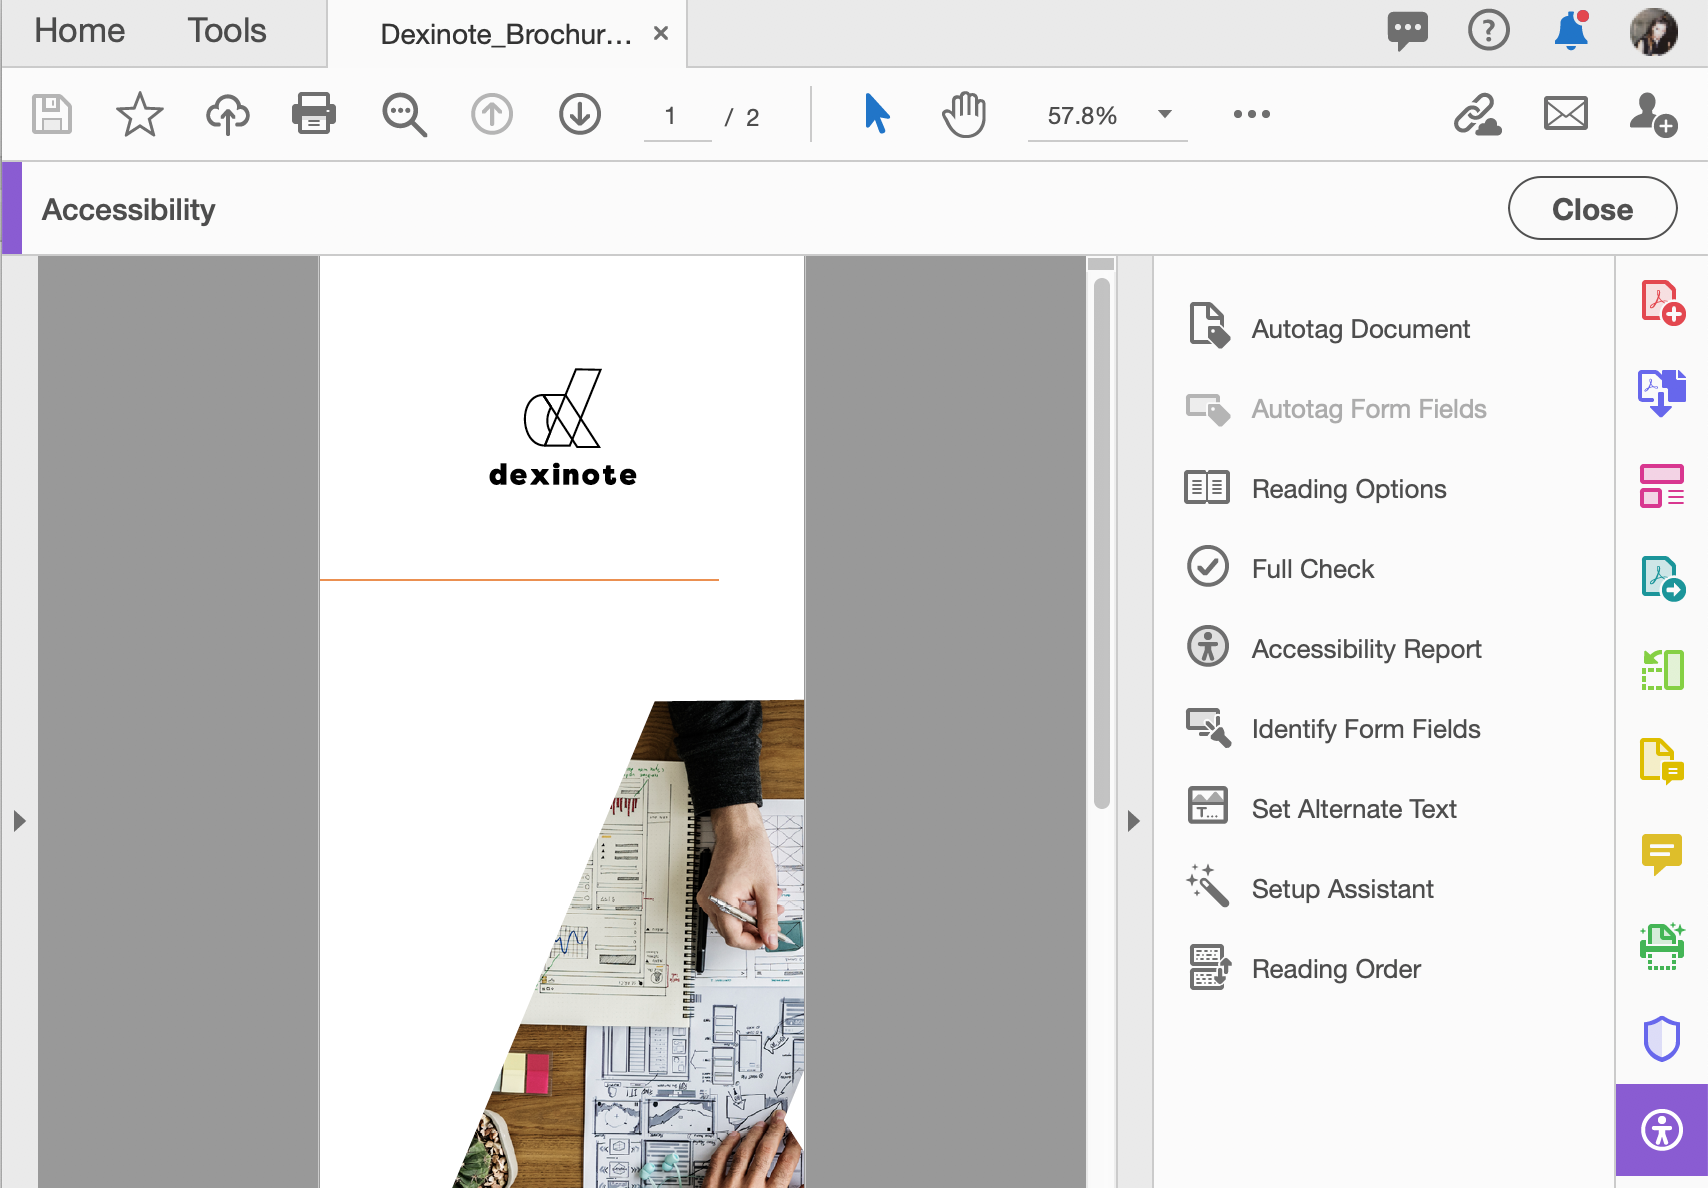 Home
Tools
Dexinote_Brochur...
1 / 2
57.8%
Accessibility
Close
dexinote
Autotag Document
Autotag Form Fields
Reading Options
Full Check
Accessibility Report
Identify Form Fields
T...
Set Alternate Text
Setup Assistant
Reading Order